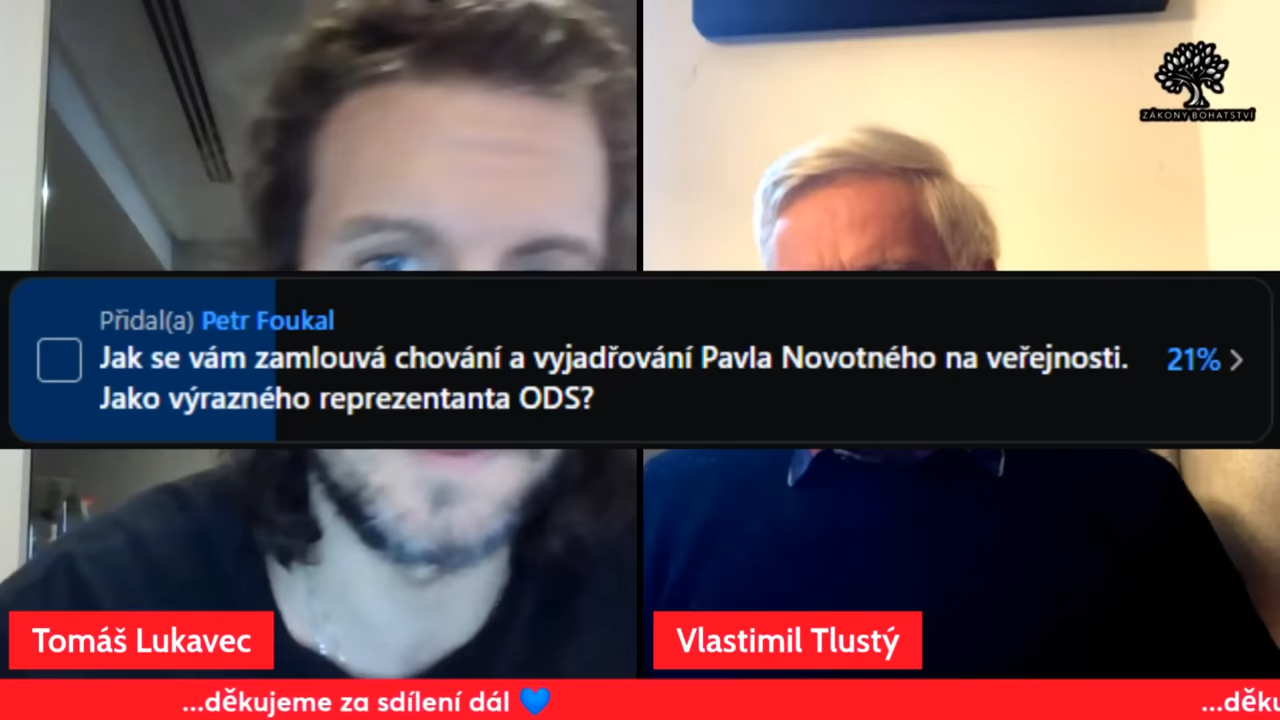 ZÁKONY BOHATSTVÍ
Přidal(a) Petr Foukal
Jak se vám zamlouvá chování a vyjadřování Pavla Novotného na veřejnosti.
Jako výrazného reprezentanta ODS?
21%
Tomáš Lukavec
Vlastimil Tlustý
...děkujeme za sdílení dál 💙
...děku